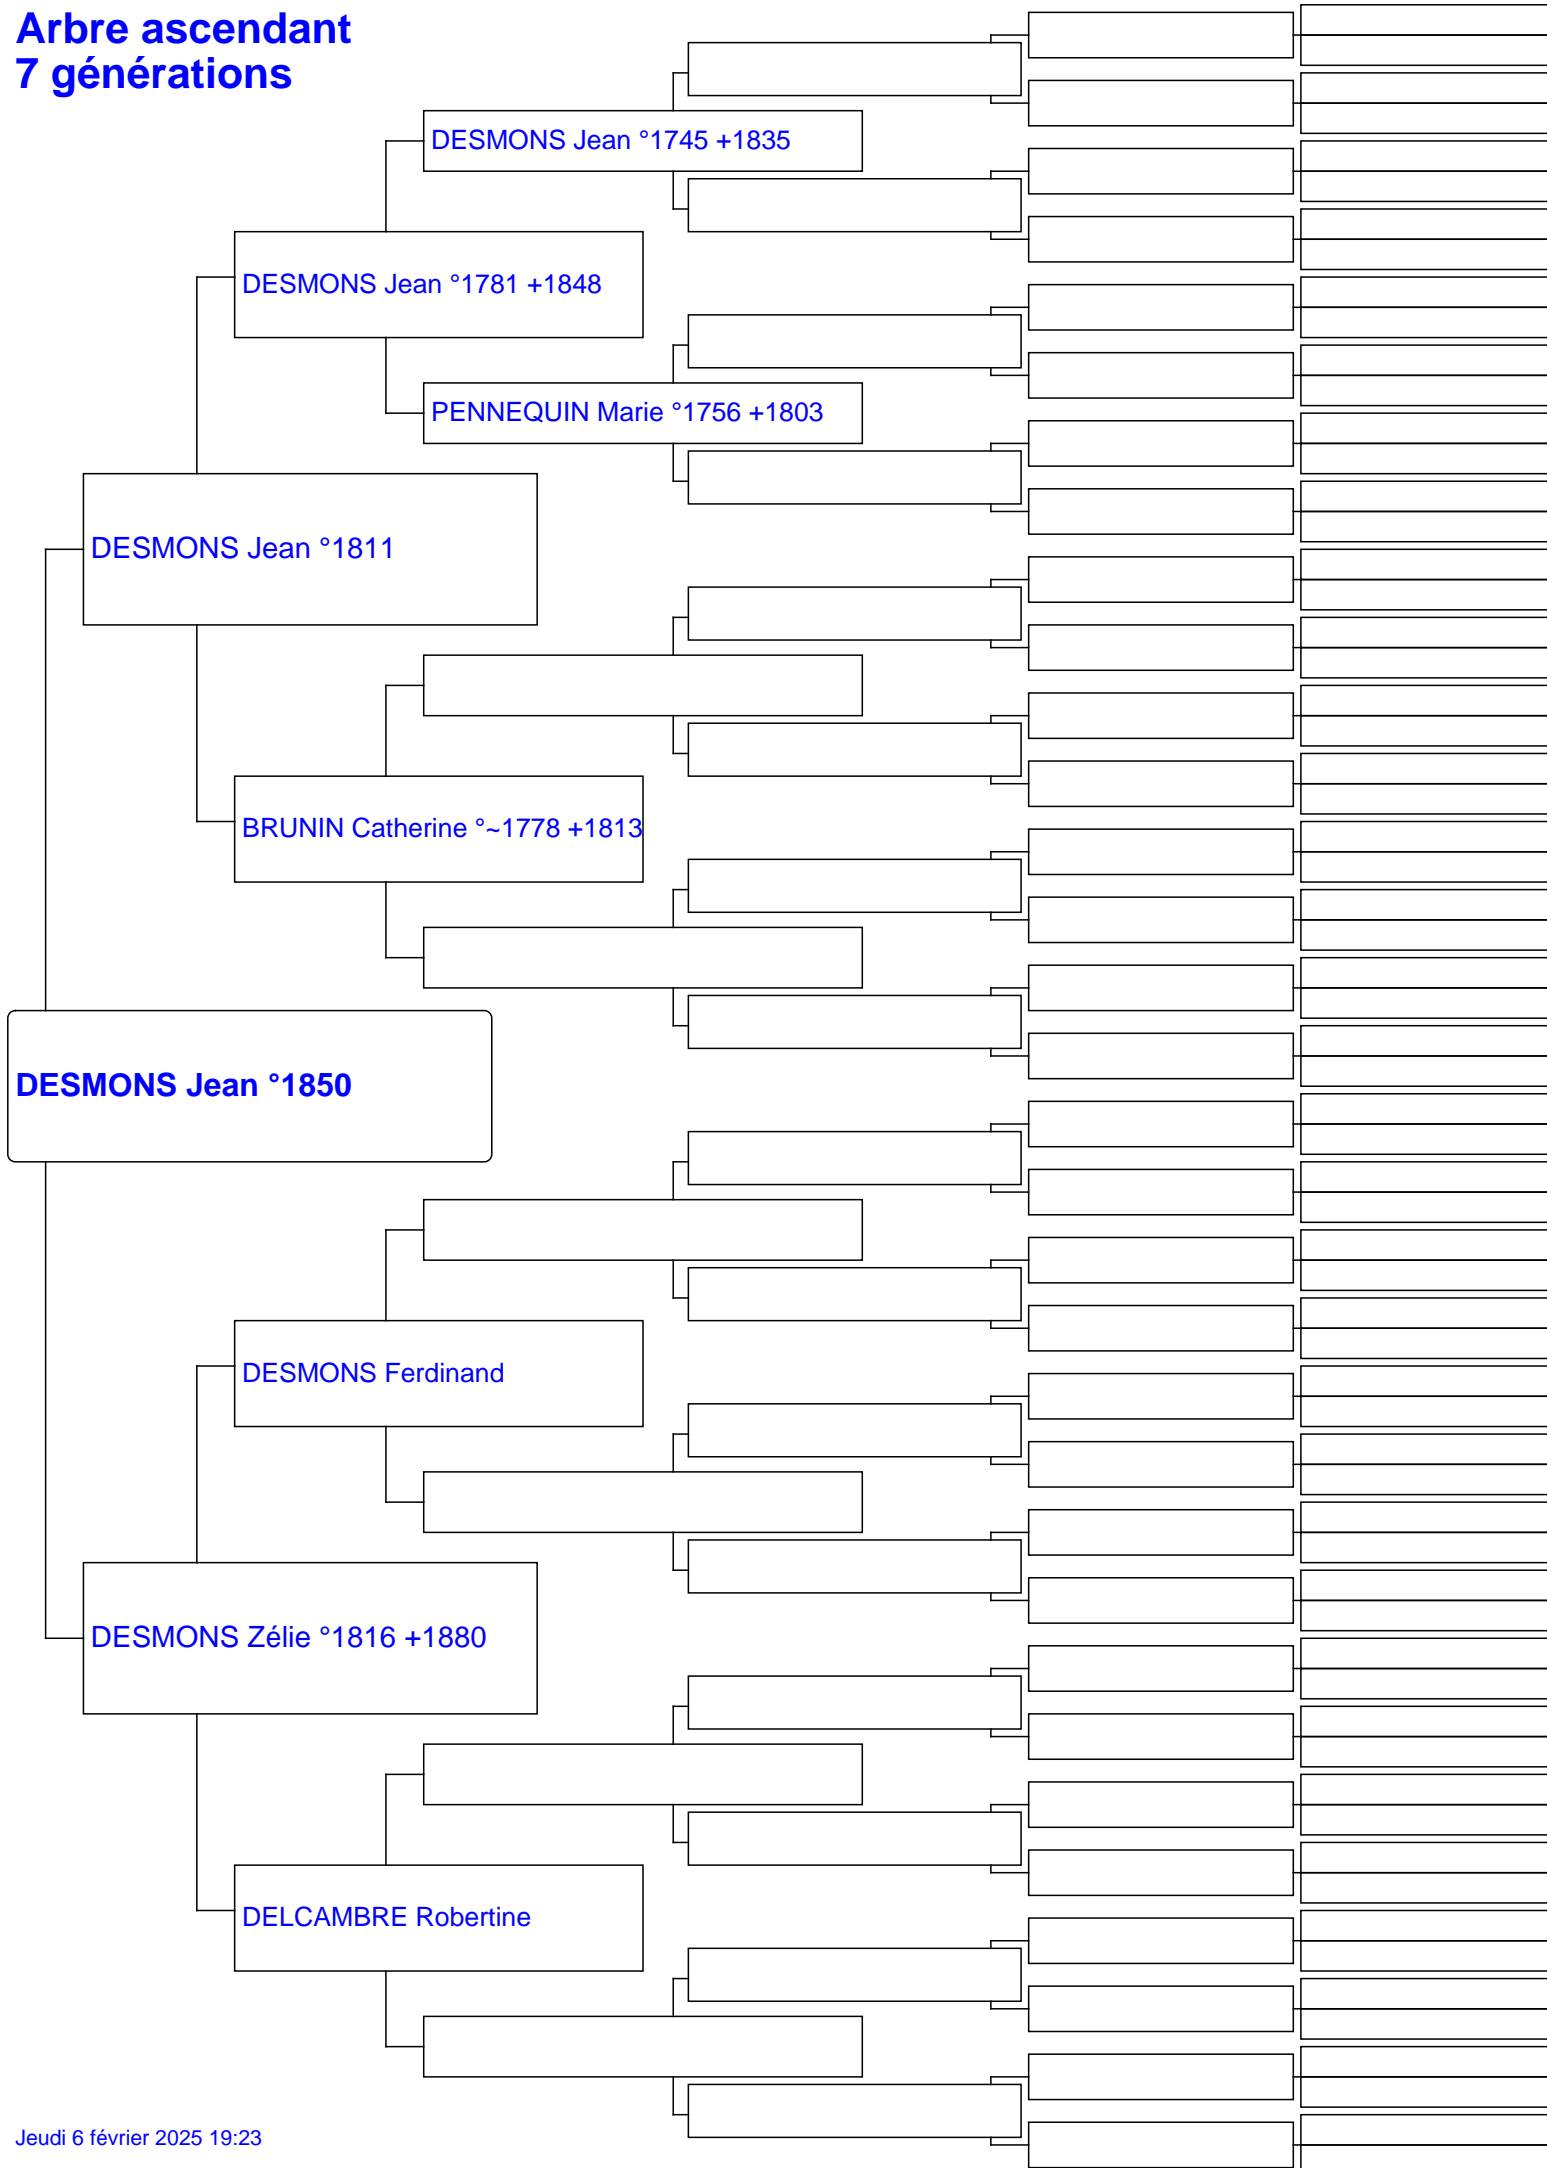 Arbre ascendant
7 générations
DESMONS Jean °1745 +1835
DESMONS Jean °1781 +1848
PENNEQUIN Marie °1756 +1803
DESMONS Jean °1811
BRUNIN Catherine °~1778 +1813
DESMONS Jean °1850
DESMONS Ferdinand
DESMONS Zélie °1816 +1880
DELCAMBRE Robertine
Jeudi 6 février 2025 19:23